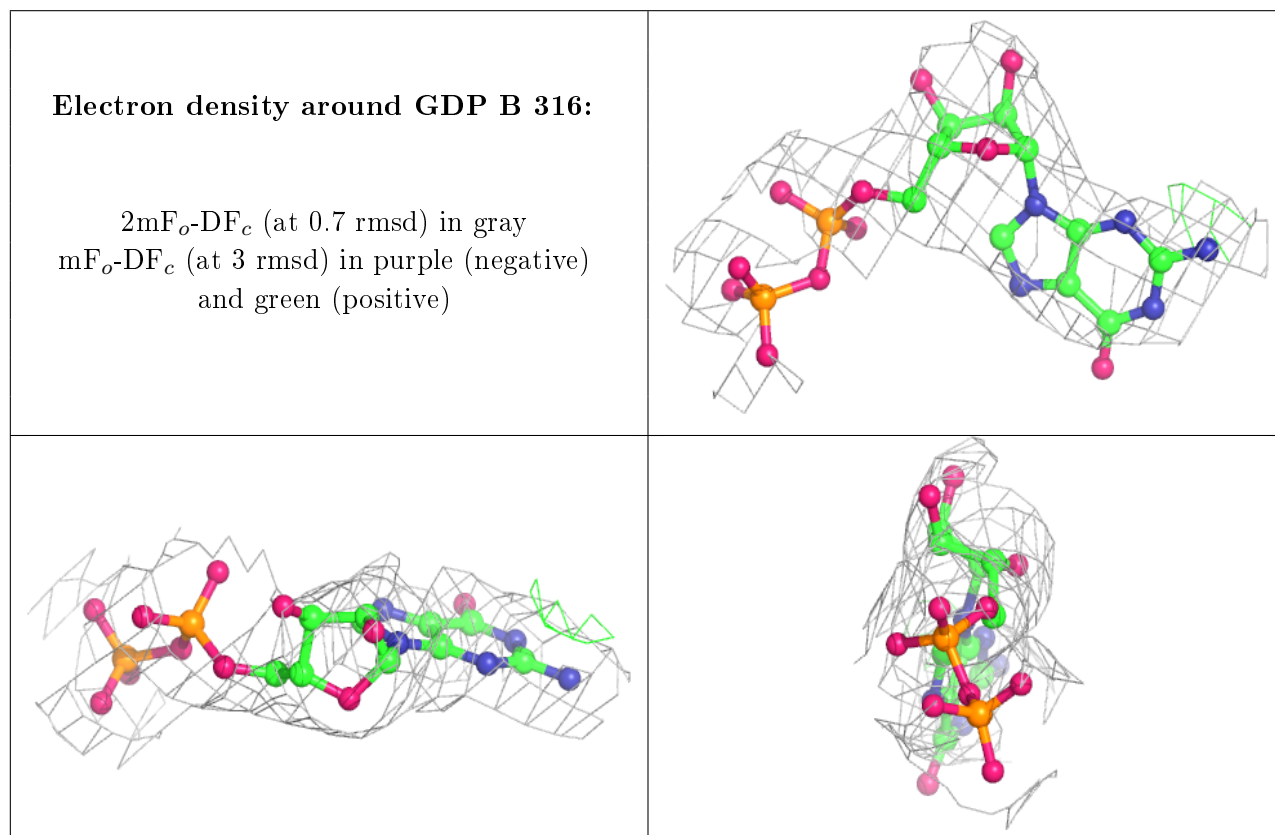 Electron density around GDP B 316:
2mFₒ-DF𝒸 (at 0.7 rmsd) in gray
mFₒ-DF𝒸 (at 3 rmsd) in purple (negative)
and green (positive)